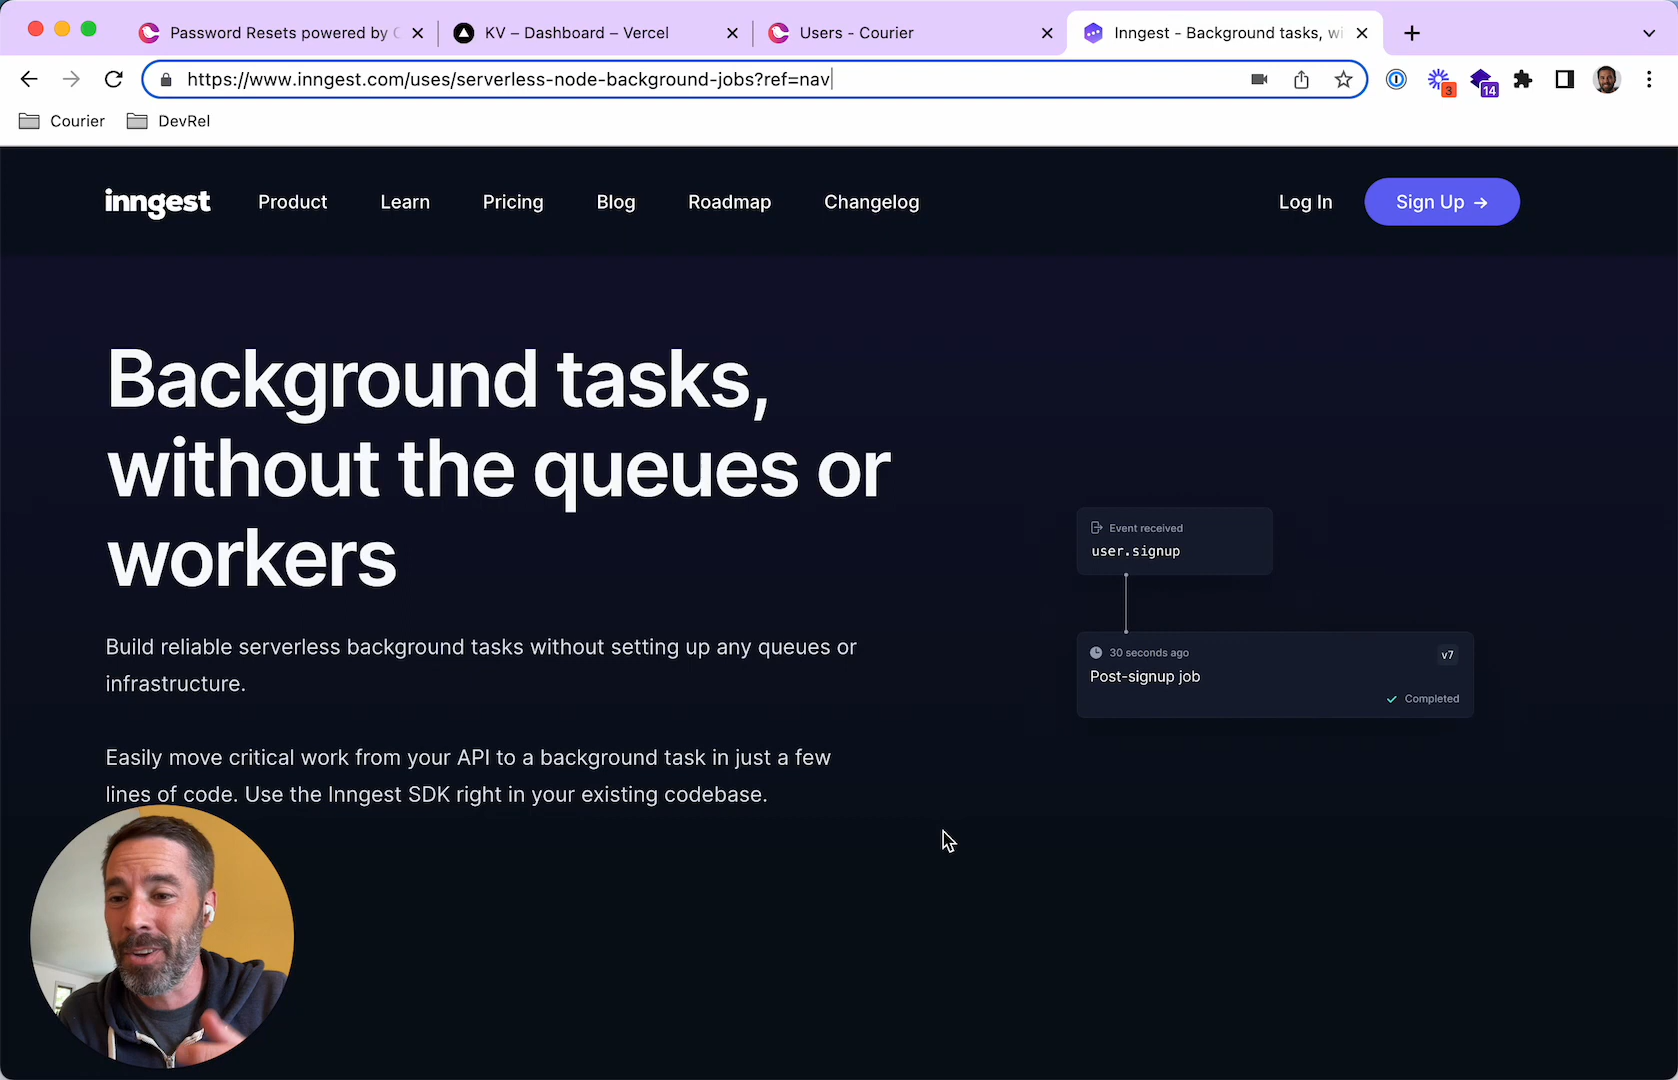 Password Resets powered by C
KV – Dashboard – Vercel
Users - Courier
Inngest - Background tasks, wi
https://www.inngest.com/uses/serverless-node-background-jobs?ref=nav
3
14
Courier
DevRel
inngest
Product
Learn
Pricing
Blog
Roadmap
Changelog
Log In
Sign Up →
Background tasks,
without the queues or
workers
Build reliable serverless background tasks without setting up any queues or
infrastructure.
Easily move critical work from your API to a background task in just a few
lines of code. Use the Inngest SDK right in your existing codebase.
Event received
user.signup
30 seconds ago
v7
Post-signup job
Completed